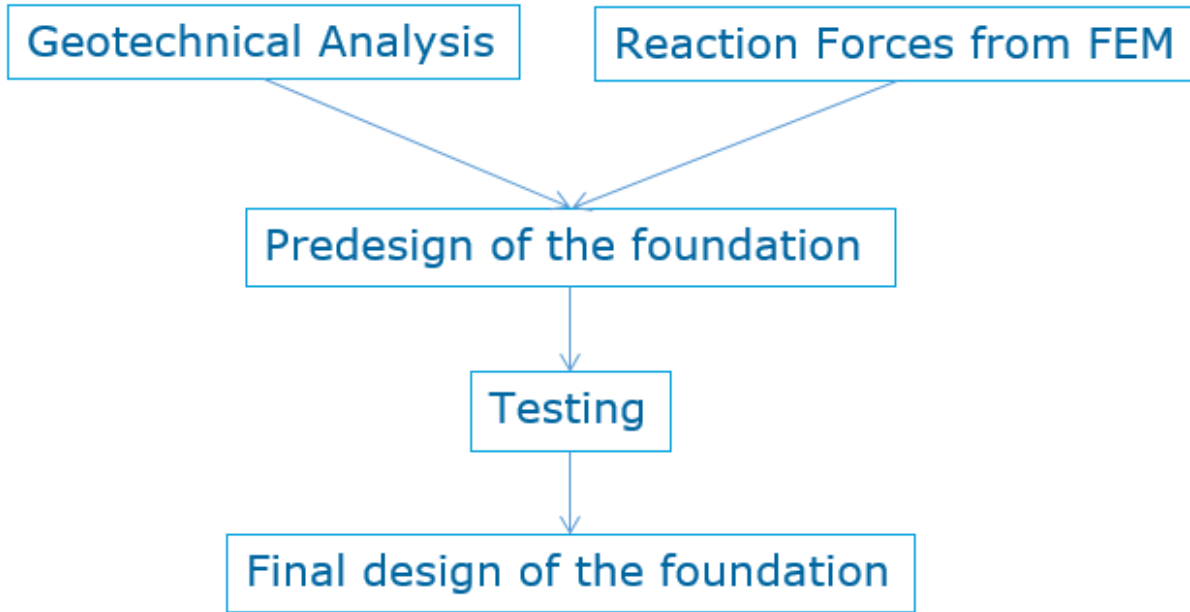 Geotechnical Analysis
Reaction Forces from FEM
Predesign of the foundation
Testing
Final design of the foundation